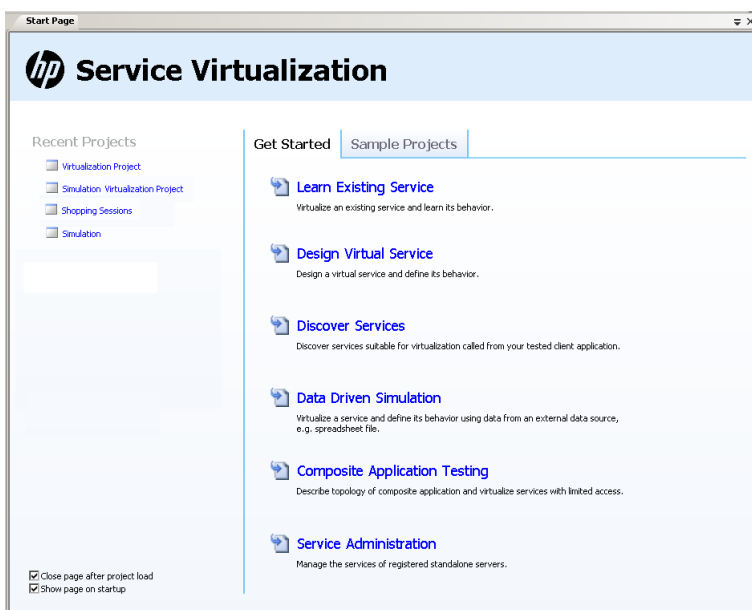 Start Page
hp Service Virtualization
Recent Projects
Virtualization Project
Simulation Virtualization Project
Shopping Sessions
Simulation
Close page after project load
Show page on startup
Get Started
Sample Projects
Learn Existing Service
Virtualize an existing service and learn its behavior.
Design Virtual Service
Design a virtual service and define its behavior.
Discover Services
Discover services suitable for virtualization called from your tested client application.
Data Driven Simulation
Virtualize a service and define its behavior using data from an external data source,
e.g. spreadsheet file.
Composite Application Testing
Describe topology of composite application and virtualize services with limited access.
Service Administration
Manage the services of registered standalone servers.